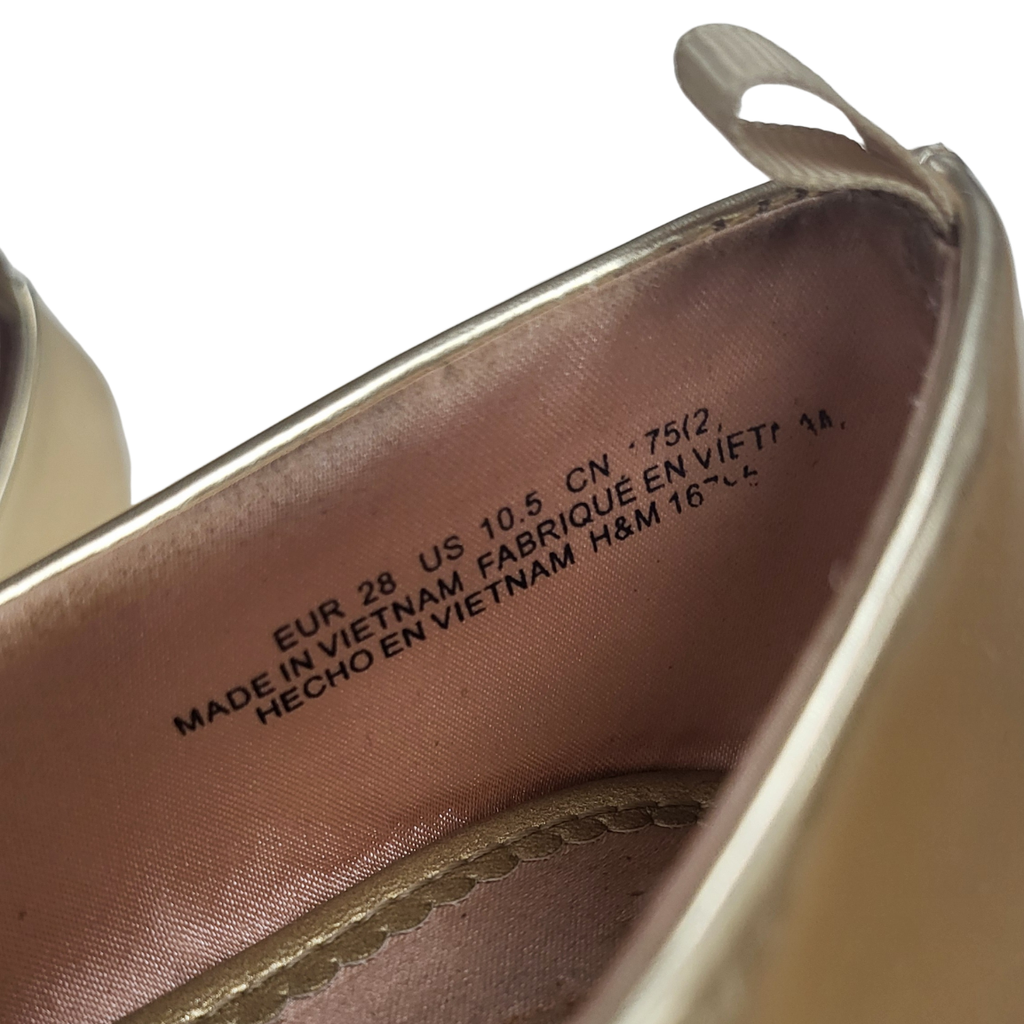 EUR 28 US 10.5 CN
MADE IN VIETNAM FABRIQUÉ EN
HECHO EN VIETNAM H&M